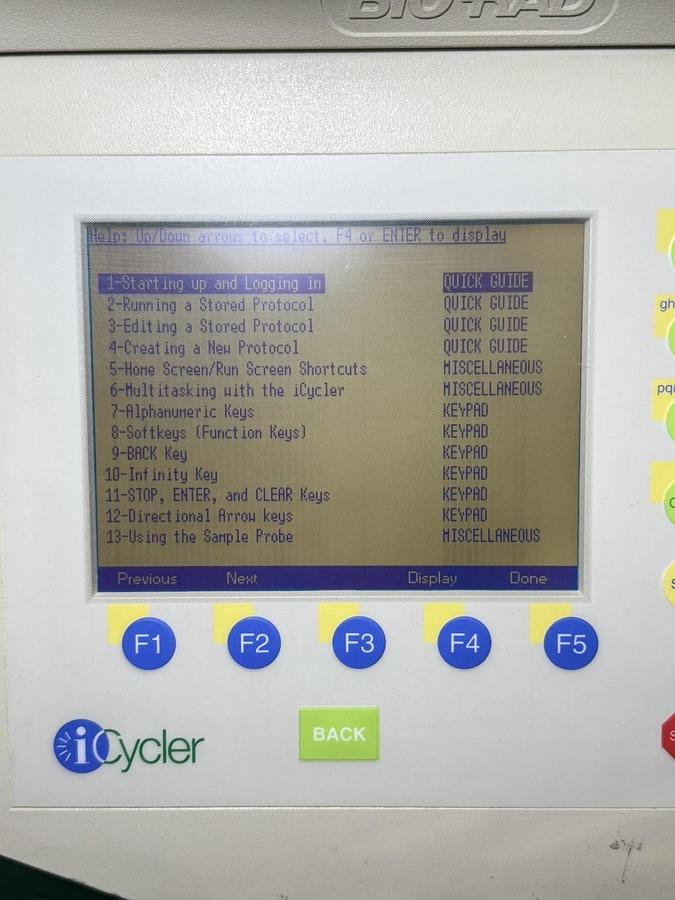 BIO-RAD
Help: Up/Down arrows to select, F4 or ENTER to display
1-Starting up and Logging in QUICK GUIDE
2-Running a Stored Protocol QUICK GUIDE
3-Editing a Stored Protocol QUICK GUIDE
4-Creating a New Protocol QUICK GUIDE
5-Home Screen/Run Screen Shortcuts MISCELLANEOUS
6-Multitasking with the iCycler MISCELLANEOUS
7-Alphanumeric Keys KEYPAD
8-Softkeys (Function Keys) KEYPAD
9-BACK Key KEYPAD
10-Infinity Key KEYPAD
11-STOP, ENTER, and CLEAR Keys KEYPAD
12-Directional Arrow keys KEYPAD
13-Using the Sample Probe MISCELLANEOUS
Previous Next Display Done
F1 F2 F3 F4 F5
iCycler
BACK